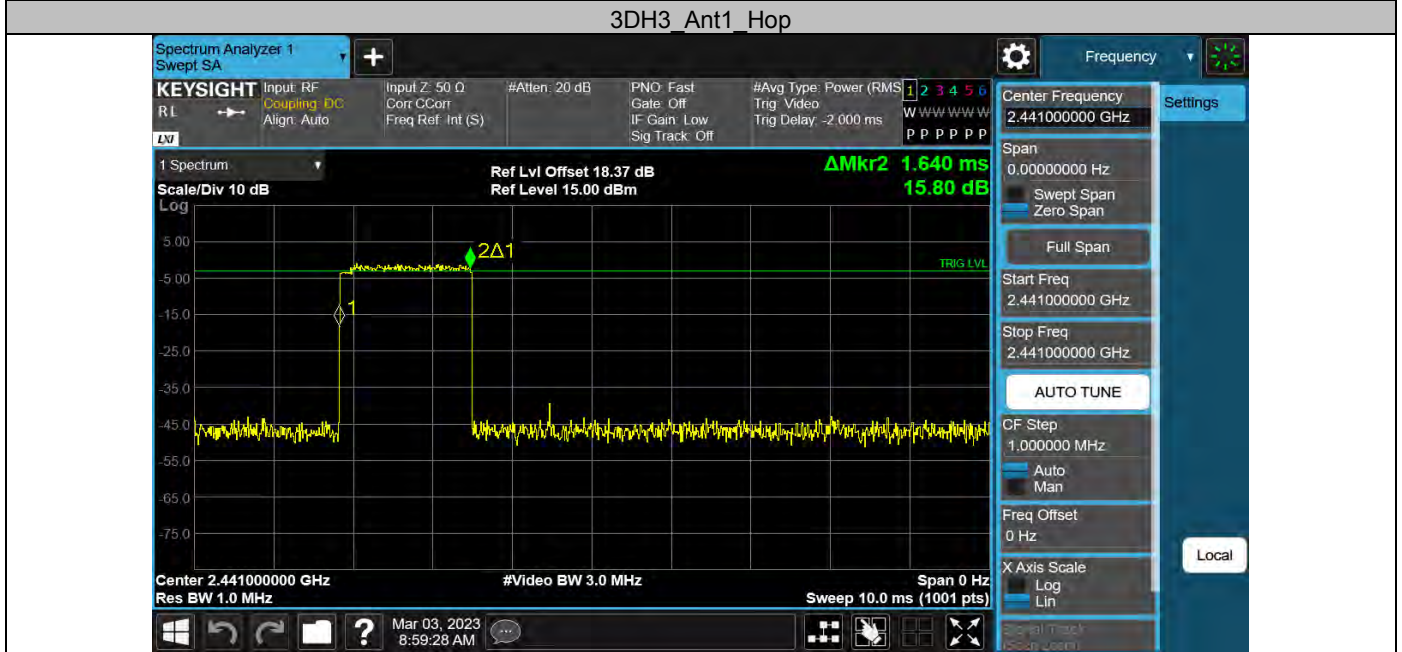 3DH3_Ant1_Hop
Spectrum Analyzer 1
Swept SA
+
Frequency
KEYSIGHT
RL
LXI
Input: RF
Coupling: DC
Align: Auto
Input Z: 50 Ω
Corr CCorr
Freq Ref: Int (S)
#Atten: 20 dB
PNO: Fast
Gate: Off
IF Gain: Low
Sig Track: Off
#Avg Type: Power (RMS
Trig: Video
Trig Delay: -2.000 ms
1 2 3 4 5 6
W W W W W W
P P P P P P
Center Frequency
2.441000000 GHz
Settings
Span
0.00000000 Hz
Swept Span
Zero Span
Full Span
Start Freq
2.441000000 GHz
Stop Freq
2.441000000 GHz
AUTO TUNE
CF Step
1.000000 MHz
Auto
Man
Freq Offset
0 Hz
X Axis Scale
Log
Lin
Local
1 Spectrum
Scale/Div 10 dB
Log
Ref Lvl Offset 18.37 dB
Ref Level 15.00 dBm
ΔMkr2 1.640 ms
15.80 dB
5.00
-5.00
-15.0
-25.0
-35.0
-45.0
-55.0
-65.0
-75.0
2Δ1
1
TRIG LVL
Center 2.441000000 GHz
Res BW 1.0 MHz
#Video BW 3.0 MHz
Span 0 Hz
Sweep 10.0 ms (1001 pts)
?
Mar 03, 2023
8:59:28 AM